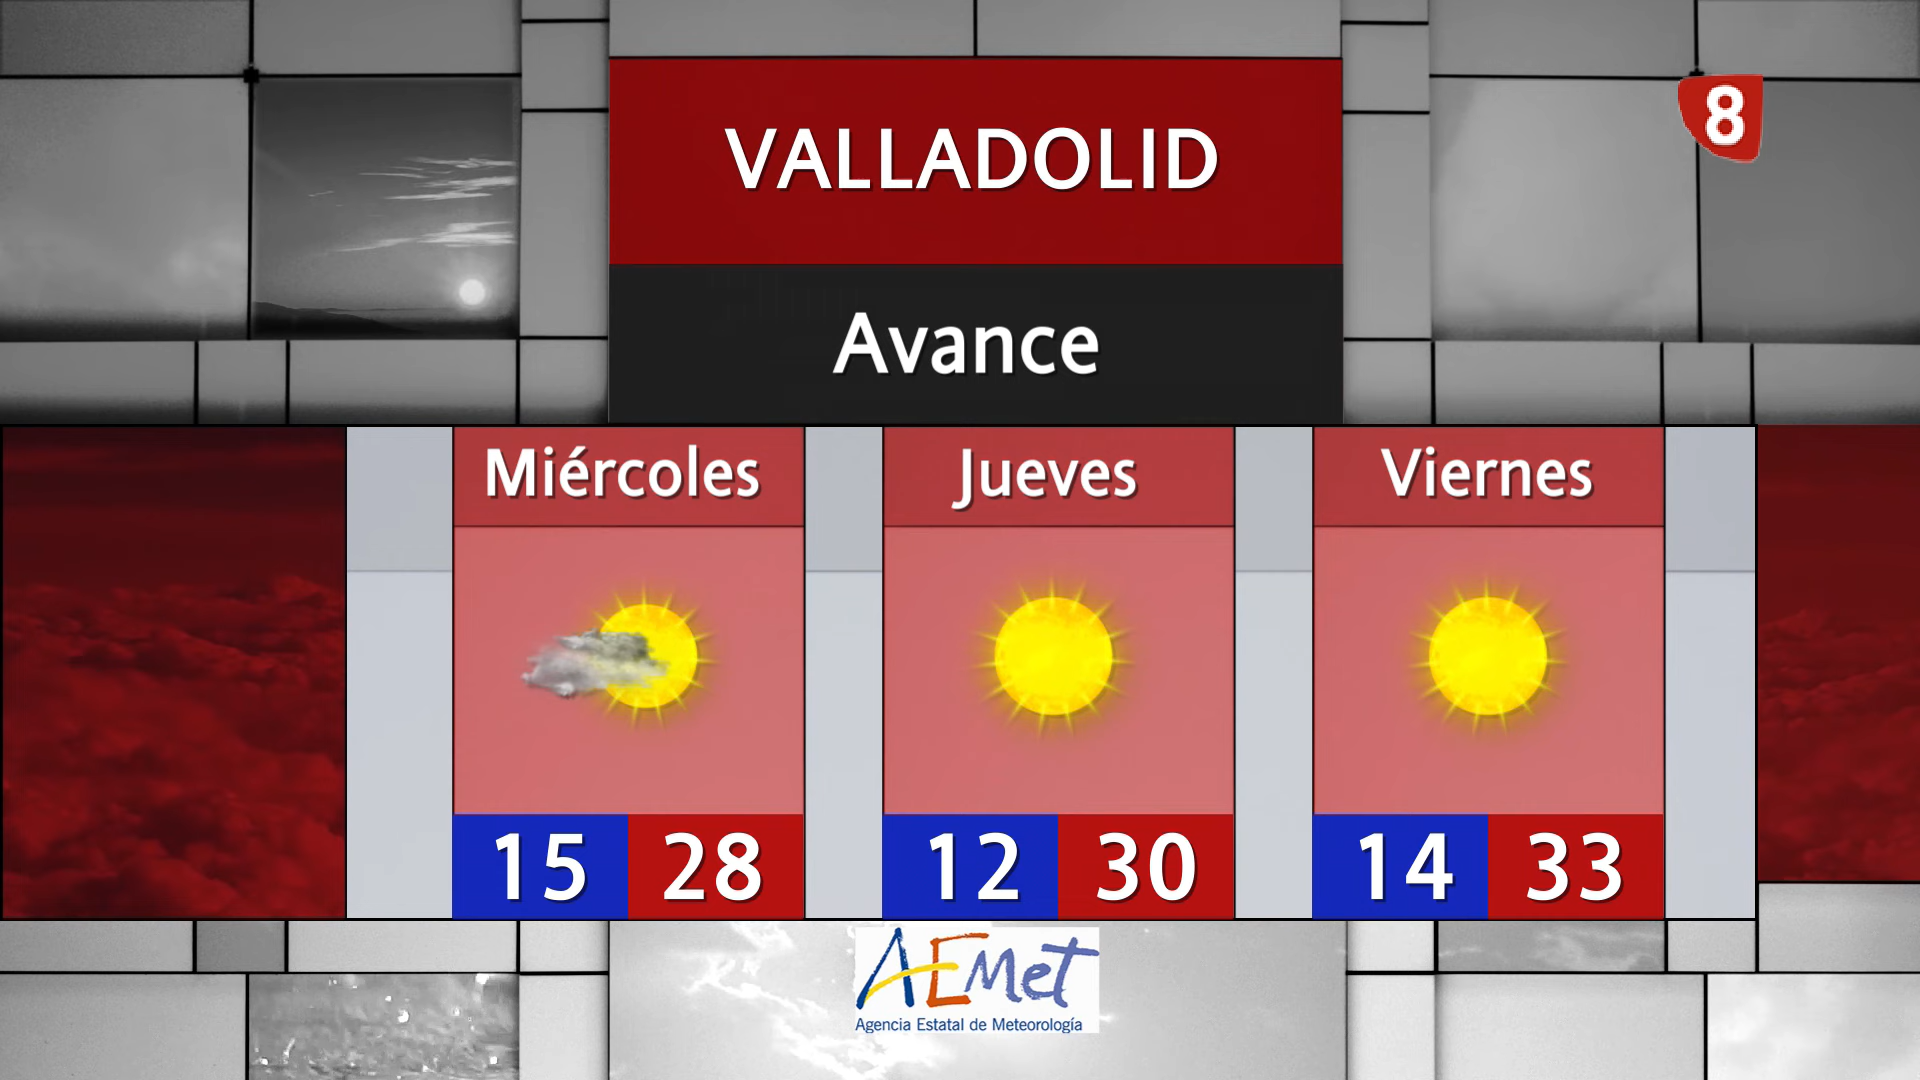 VALLADOLID
8
Avance
Miércoles
Jueves
Viernes
15 28
12 30
14 33
AEMet
Agencia Estatal de Meteorología